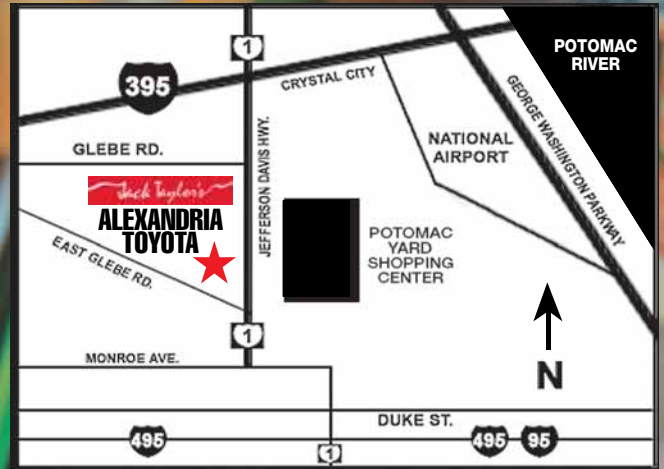 1
POTOMAC
RIVER
395
CRYSTAL CITY
GEORGE WASHINGTON PARKWAY
GLEBE RD.
JEFFERSON DAVIS HWY.
NATIONAL
AIRPORT
Jack Taylor's
ALEXANDRIA
TOYOTA
EAST GLEBE RD.
POTOMAC
YARD
SHOPPING
CENTER
1
MONROE AVE.
N
DUKE ST.
495
1
495
95